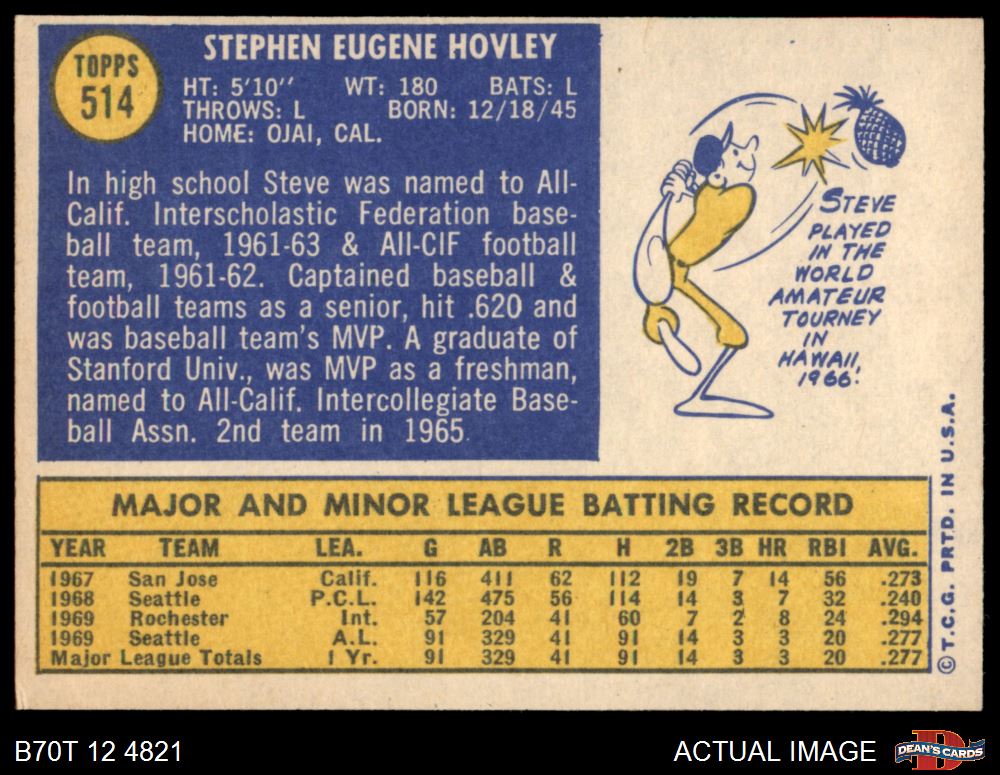 TOPPS
514
STEPHEN EUGENE HOVLEY
HT: 5'10'' WT: 180 BATS: L
THROWS: L BORN: 12/18/45
HOME: OJAI, CAL.
In high school Steve was named to All-
Calif. Interscholastic Federation base-
ball team, 1961-63 & All-CIF football
team, 1961-62. Captained baseball &
football teams as a senior, hit .620 and
was baseball team's MVP. A graduate of
Stanford Univ., was MVP as a freshman,
named to All-Calif. Intercollegiate Base-
ball Assn. 2nd team in 1965.
STEVE
PLAYED
IN THE
WORLD
AMATEUR
TOURNEY
IN
HAWAII,
1966.
MAJOR AND MINOR LEAGUE BATTING RECORD
YEAR TEAM LEA. G AB R H 2B 3B HR RBI AVG.
1967 San Jose Calif. 116 411 62 112 19 7 14 56 .273
1968 Seattle P.C.L. 142 475 56 114 14 3 7 32 .240
1969 Rochester Int. 57 204 41 60 7 2 8 24 .294
1969 Seattle A.L. 91 329 41 91 14 3 3 20 .277
Major League Totals 1 Yr. 91 329 41 91 14 3 3 20 .277
© T.C.G. PRTD. IN U.S.A.
B70T 12 4821
ACTUAL IMAGE
D
DEAN'S CARDS